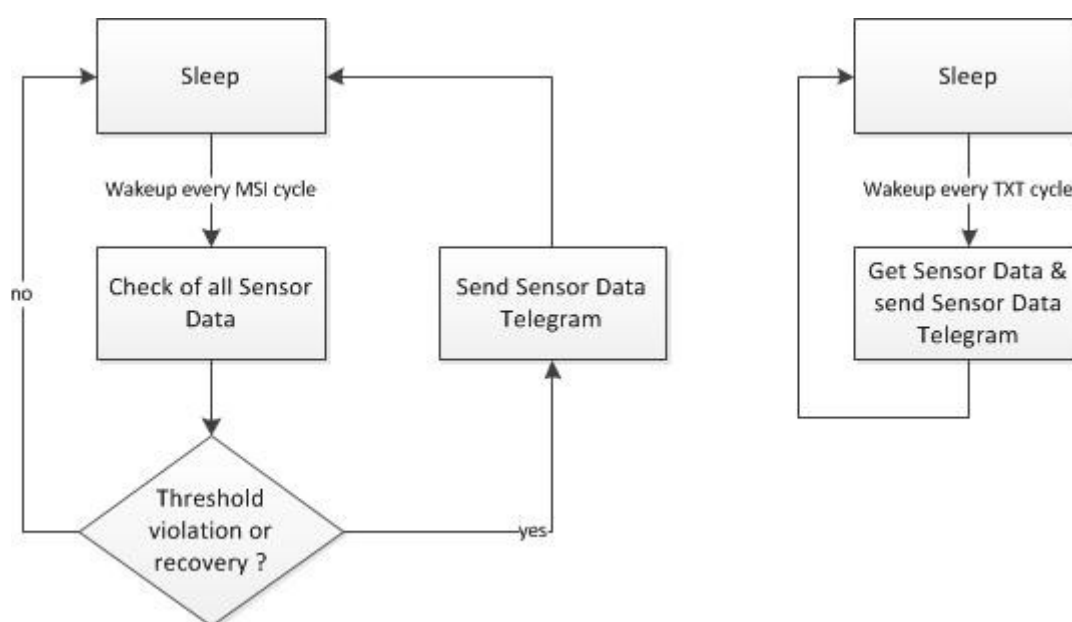 Sleep
Wakeup every MSI cycle
Check of all Sensor
Data
Threshold
violation or
recovery ?
no
yes
Send Sensor Data
Telegram
Sleep
Wakeup every TXT cycle
Get Sensor Data &
send Sensor Data
Telegram